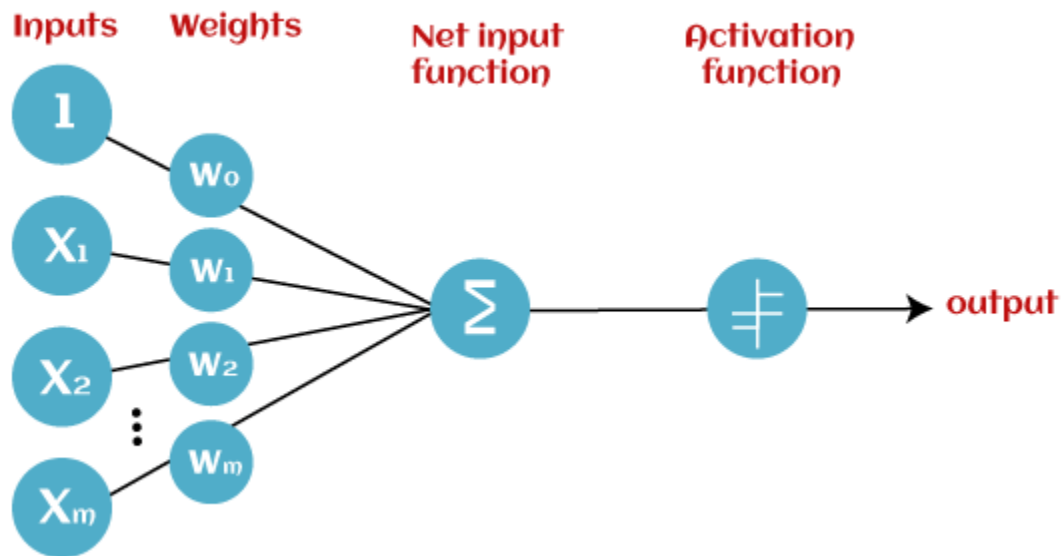 Inputs
Weights
Net input
function
Activation
function
1
W0
X1
W1
Σ
output
X2
W2
Wm
Xm